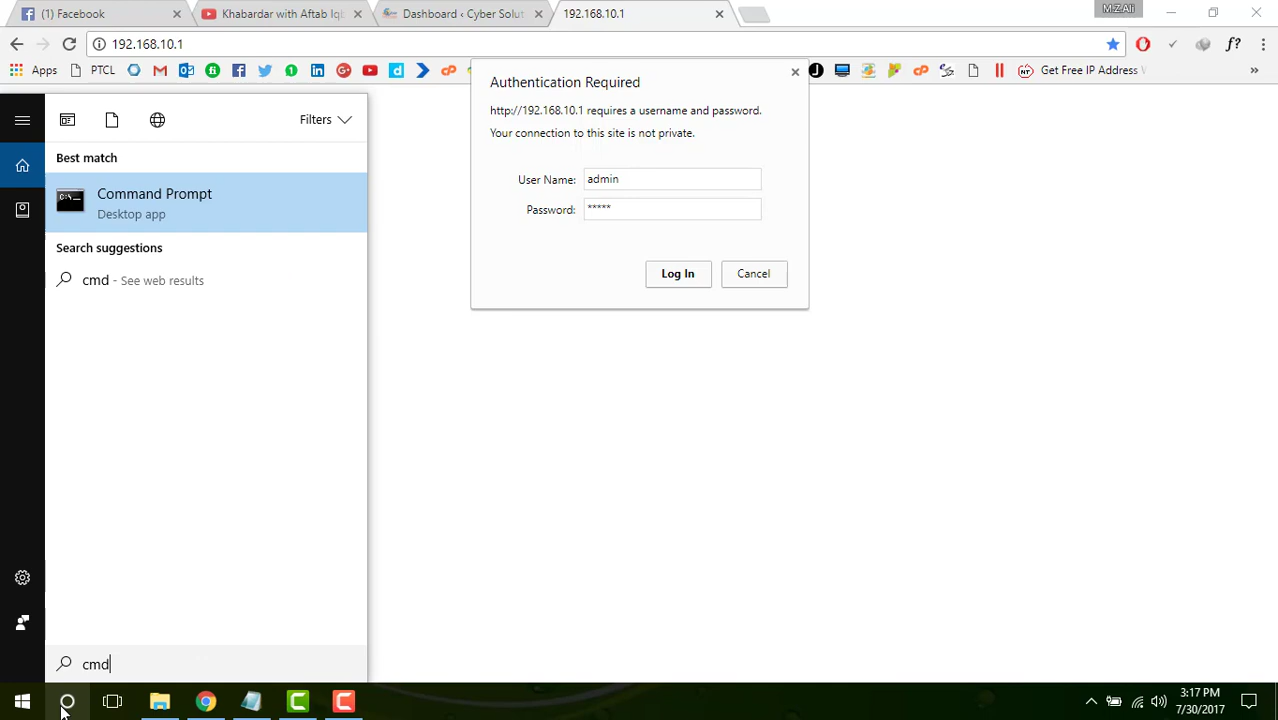 (1) Facebook
Khabardar with Aftab Iqb
Dashboard ‹ Cyber Solut
192.168.10.1
M.Z.Ali
192.168.10.1
Apps
PTCL
Get Free IP Address V
»
Authentication Required
http://192.168.10.1 requires a username and password.
Your connection to this site is not private.
User Name: admin
Password: *****
Log In
Cancel
Filters
Best match
Command Prompt
Desktop app
Search suggestions
cmd - See web results
cmd
3:17 PM
7/30/2017